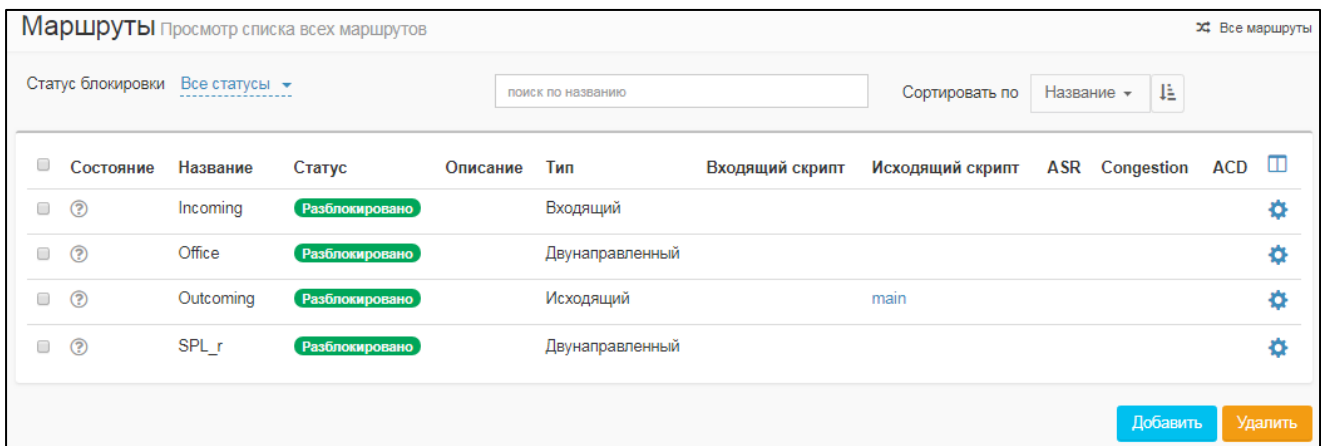 Маршруты Просмотр списка всех маршрутов Все маршруты
Статус блокировки Все статусы поиск по названию Сортировать по Название
Состояние Название Статус Описание Тип Входящий скрипт Исходящий скрипт ASR Congestion ACD
Incoming Разблокировано Входящий
Office Разблокировано Двунаправленный
Outcoming Разблокировано Исходящий main
SPL_r Разблокировано Двунаправленный
Добавить Удалить